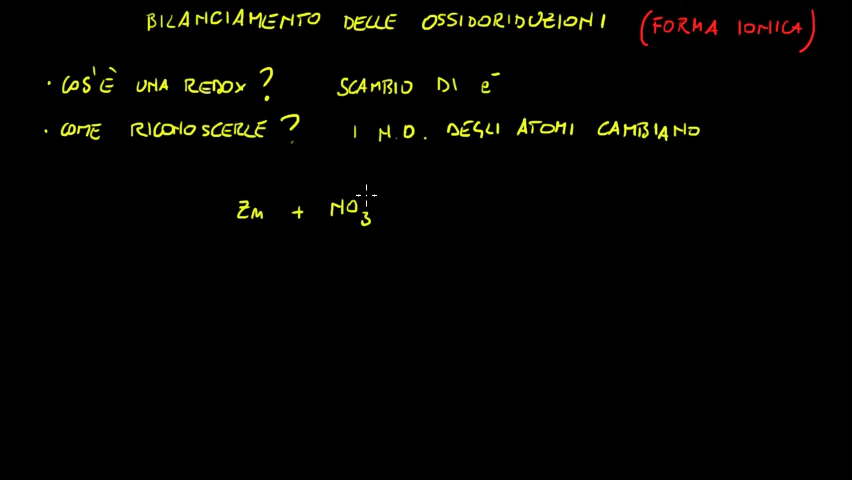 BILANCIAMENTO DELLE OSSIDORIDUZIONI (FORMA IONICA)
· COS'È UNA REDOX? SCAMBIO DI e⁻
· COME RICONOSCERLE? I N.O. DEGLI ATOMI CAMBIANO
Zn + NO₃